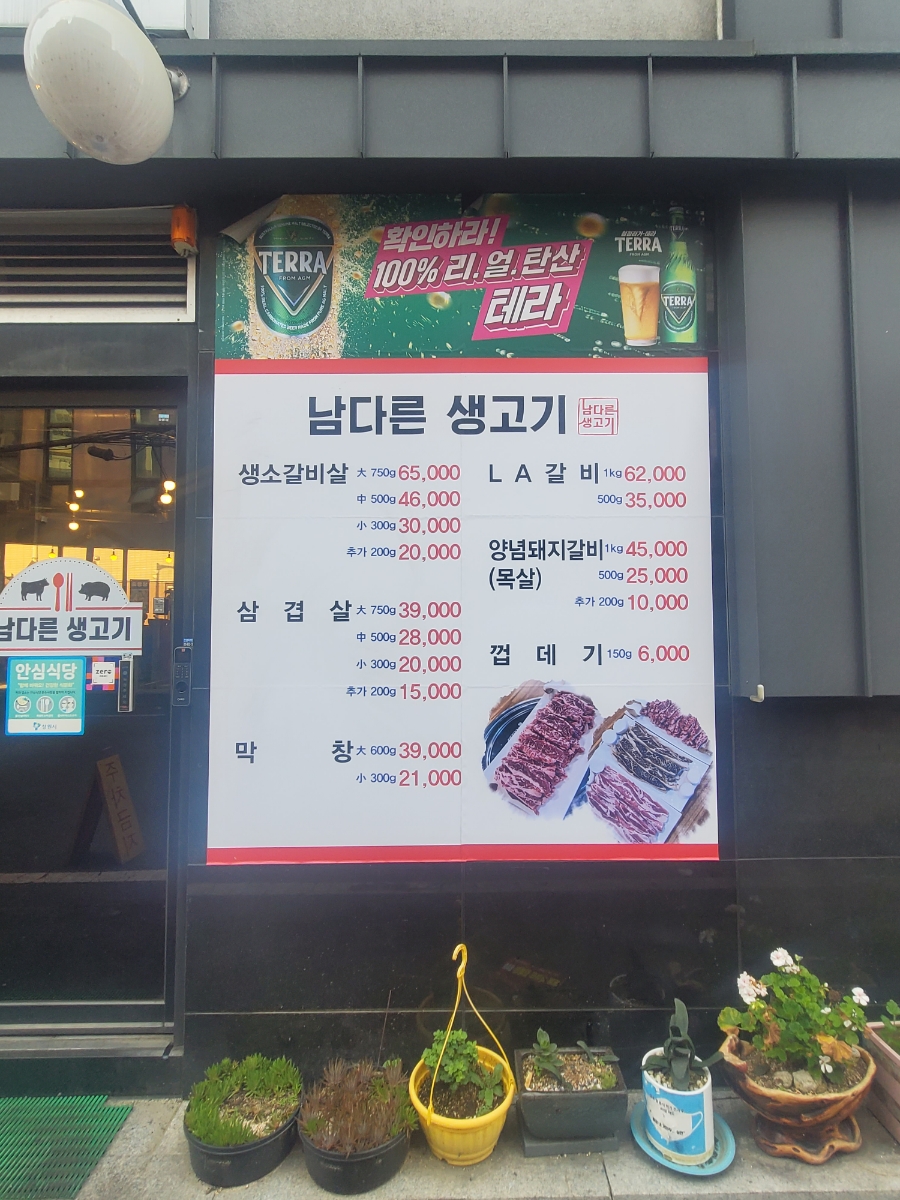 확인하라!
100% 리.얼.탄산
테라
TERRA
FROM AGM
TERRA
FROM AGM
TERRA
남다른 생고기
남다른
생고기
생소갈비살 大 750g 65,000
中 500g 46,000
小 300g 30,000
추가 200g 20,000
삼 겹 살 大 750g 39,000
中 500g 28,000
小 300g 20,000
추가 200g 15,000
막 창 大 600g 39,000
小 300g 21,000
L A 갈 비 1kg 62,000
500g 35,000
양념돼지갈비 1kg 45,000
(목살) 500g 25,000
추가 200g 10,000
껍 데 기 150g 6,000
남다른 생고기
안심식당
zero
창원시